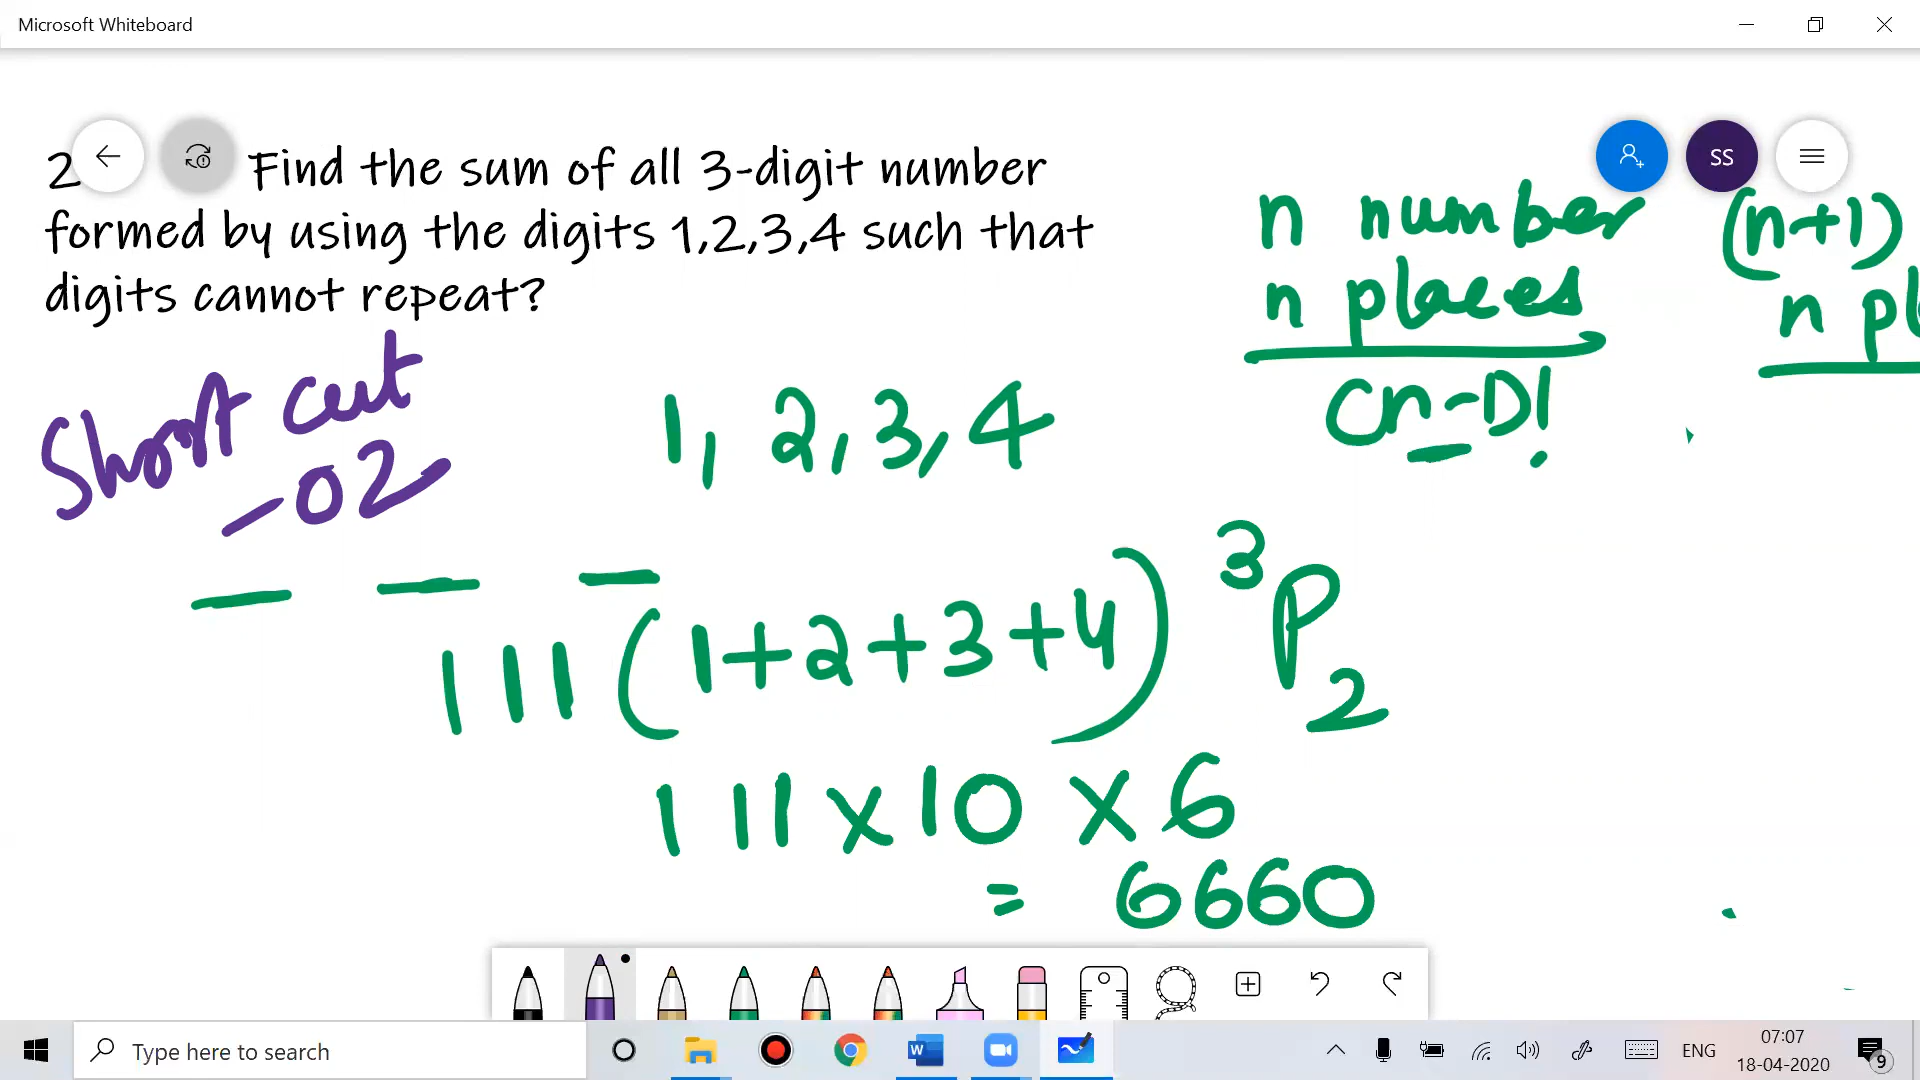 Microsoft Whiteboard
SS
2 Find the sum of all 3-digit number
formed by using the digits 1,2,3,4 such that
digits cannot repeat?
n number
n places
(n-1)!
(n+1)
n pl
Short cut
-02
1, 2, 3, 4
111 (1+2+3+4) ³P₂
111 x 10 x 6
= 6660
Type here to search
ENG
07:07
18-04-2020
9